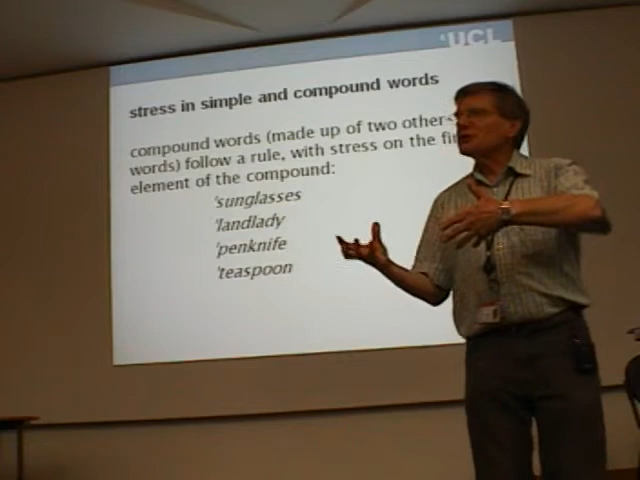 UCL
stress in simple and compound words
compound words (made up of two other
words) follow a rule, with stress on the
element of the compound:
'sunglasses
'landlady
'penknife
'teaspoon